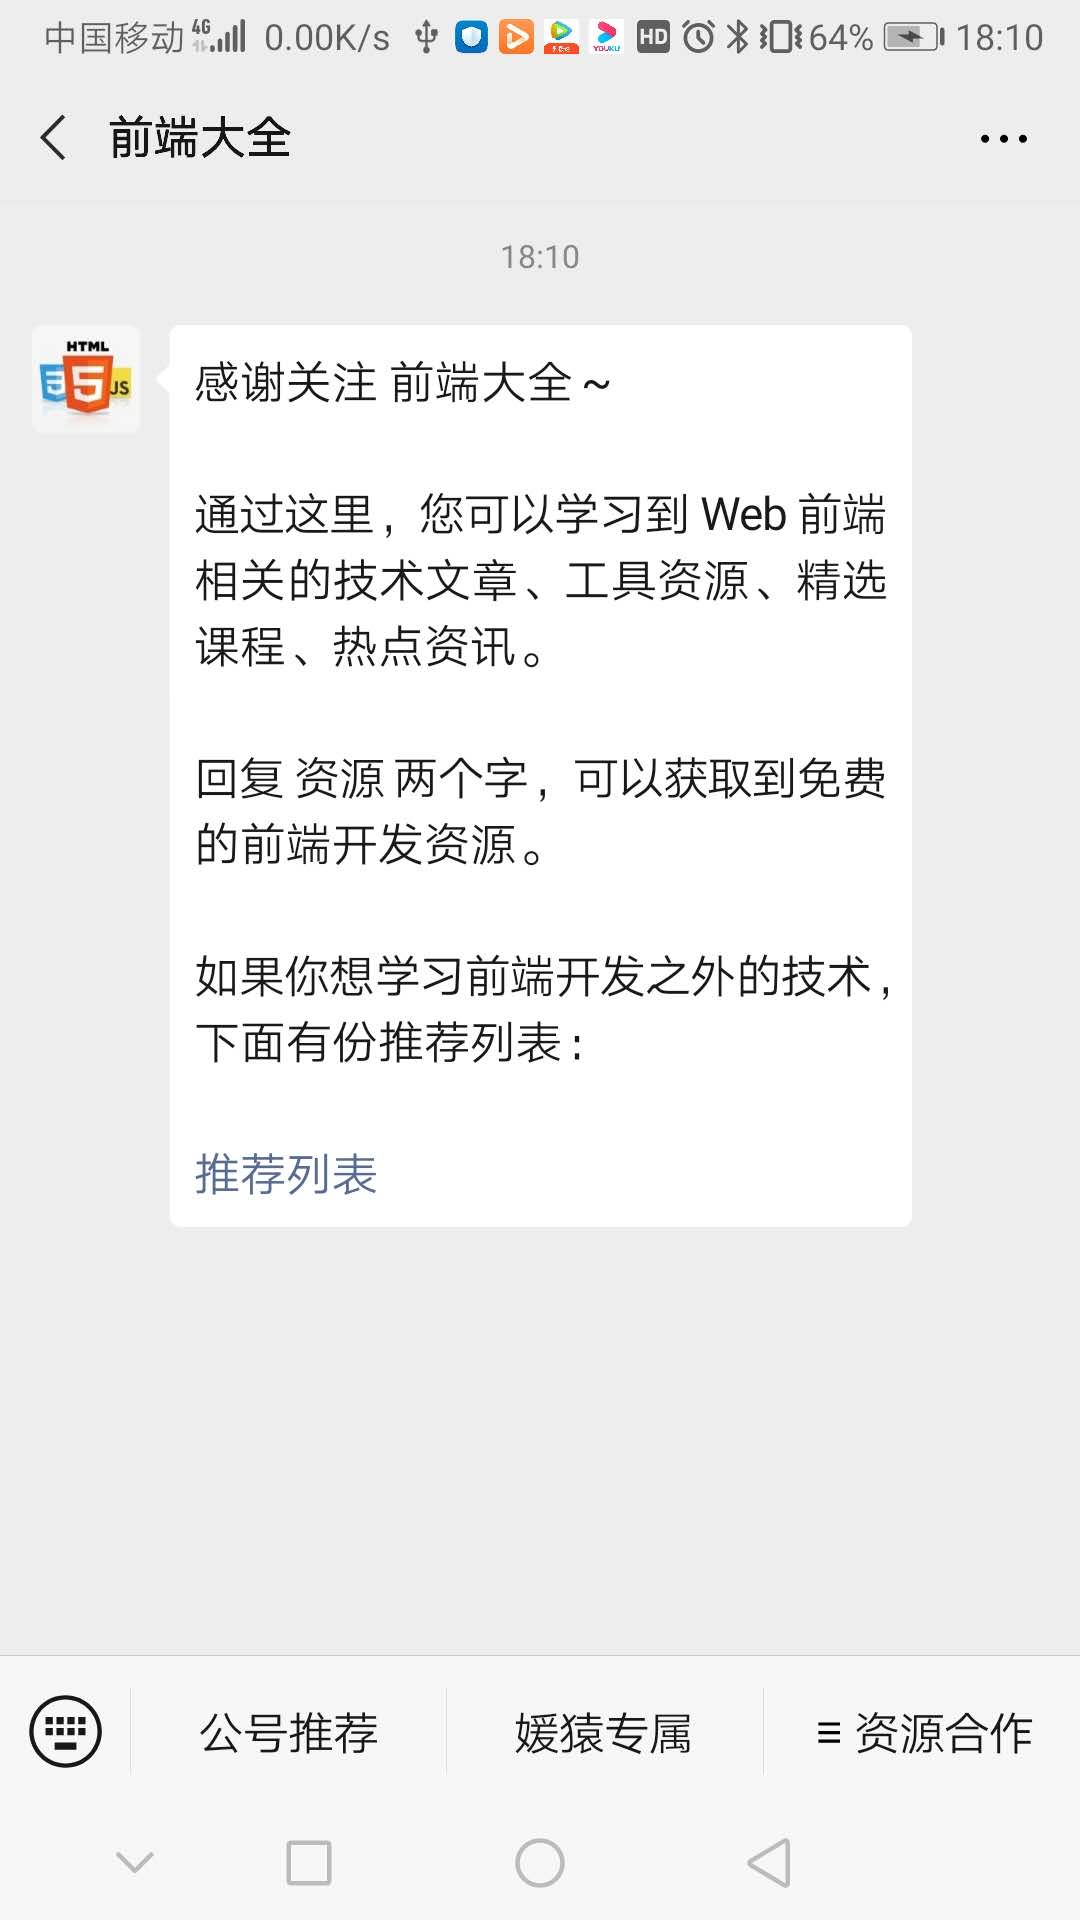 中国移动 4G 0.00K/s HD 64% 18:10
YOUKU
前端大全
18:10
HTML
3 5 JS
感谢关注 前端大全～
通过这里，您可以学习到 Web 前端
相关的技术文章、工具资源、精选
课程、热点资讯。
回复 资源 两个字，可以获取到免费
的前端开发资源。
如果你想学习前端开发之外的技术，
下面有份推荐列表：
推荐列表
公号推荐
媛猿专属
资源合作